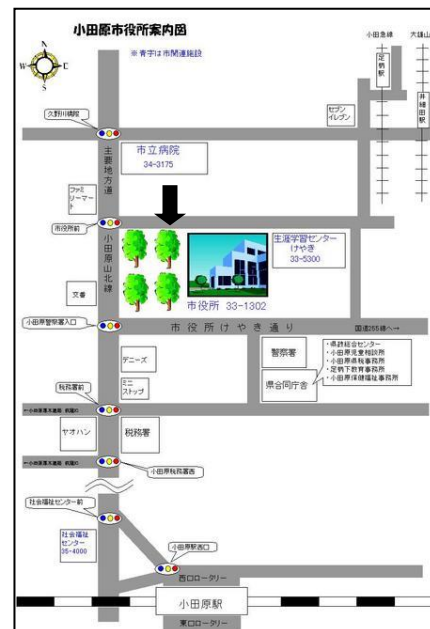 小田原市役所案内図
※青字は市関連施設
N
W
E
S
小田急線
大雄山
足柄駅
井細田駅
久野川病院
セブン
イレブン
主要地方道
市立病院
34-3175
ファミ
リーマート
市役所前
小田原山北線
生涯学習センター
けやき
33-5300
市役所 33-1302
交番
小田原警察署入口
市役所けやき通り
国道255線へ→
デニーズ
警察署
・県政総合センター
・小田原児童相談所
・小田原県税事務所
・足柄下教育事務所
・小田原保健福祉事務所
ミニ
ストップ
県合同庁舎
税務署前
ヤオハン
税務署
小田原税務署西
社会福祉センター前
社会福祉
センター
35-4000
小田原駅西口
西口ロータリー
小田原駅
東口ロータリー